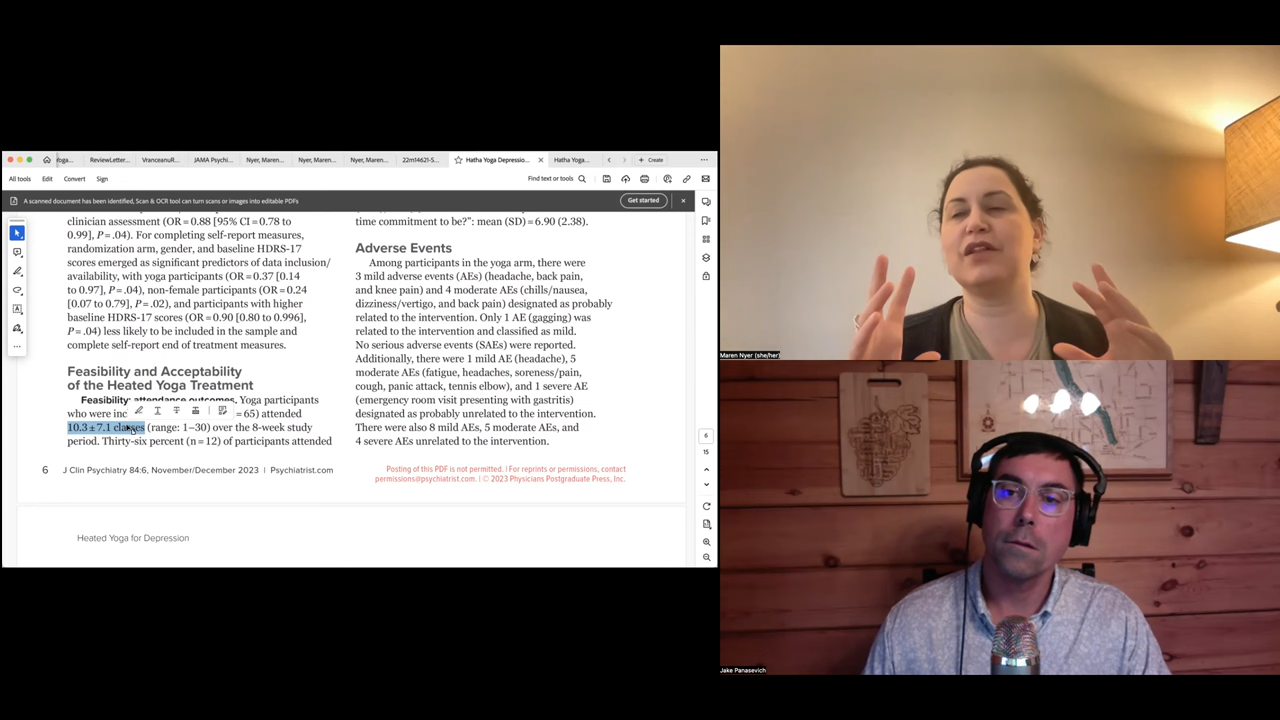 Yoga...
ReviewLetter...
VranceanuR...
JAMA Psychi...
Nyer, Maren...
Nyer, Maren...
Nyer, Maren...
22m14621-S...
Hatha Yoga Depressio...
Hatha Yoga...
Create
All tools
Edit
Convert
Sign
Find text or tools
A scanned document has been identified, Scan & OCR tool can turn scans or images into editable PDFs
Get started
clinician assessment (OR = 0.88 [95% CI = 0.78 to
0.99], P = .04). For completing self-report measures,
randomization arm, gender, and baseline HDRS-17
scores emerged as significant predictors of data inclusion/
availability, with yoga participants (OR = 0.37 [0.14
to 0.97], P = .04), non-female participants (OR = 0.24
[0.07 to 0.79], P = .02), and participants with higher
baseline HDRS-17 scores (OR = 0.90 [0.80 to 0.996],
P = .04) less likely to be included in the sample and
complete self-report end of treatment measures.
Feasibility and Acceptability
of the Heated Yoga Treatment
Feasibility: attendance outcomes. Yoga participants
who were inc = 65) attended
10.3 ± 7.1 classes (range: 1–30) over the 8-week study
period. Thirty-six percent (n = 12) of participants attended
time commitment to be?": mean (SD) = 6.90 (2.38).
Adverse Events
Among participants in the yoga arm, there were
3 mild adverse events (AEs) (headache, back pain,
and knee pain) and 4 moderate AEs (chills/nausea,
dizziness/vertigo, and back pain) designated as probably
related to the intervention. Only 1 AE (gagging) was
related to the intervention and classified as mild.
No serious adverse events (SAEs) were reported.
Additionally, there were 1 mild AE (headache), 5
moderate AEs (fatigue, headaches, soreness/pain,
cough, panic attack, tennis elbow), and 1 severe AE
(emergency room visit presenting with gastritis)
designated as probably unrelated to the intervention.
There were also 8 mild AEs, 5 moderate AEs, and
4 severe AEs unrelated to the intervention.
6 J Clin Psychiatry 84:6, November/December 2023 | Psychiatrist.com
Posting of this PDF is not permitted. | For reprints or permissions, contact
permissions@psychiatrist.com. | © 2023 Physicians Postgraduate Press, Inc.
Heated Yoga for Depression
6
15
Maren Nyer (she/her)
Jake Panasevich